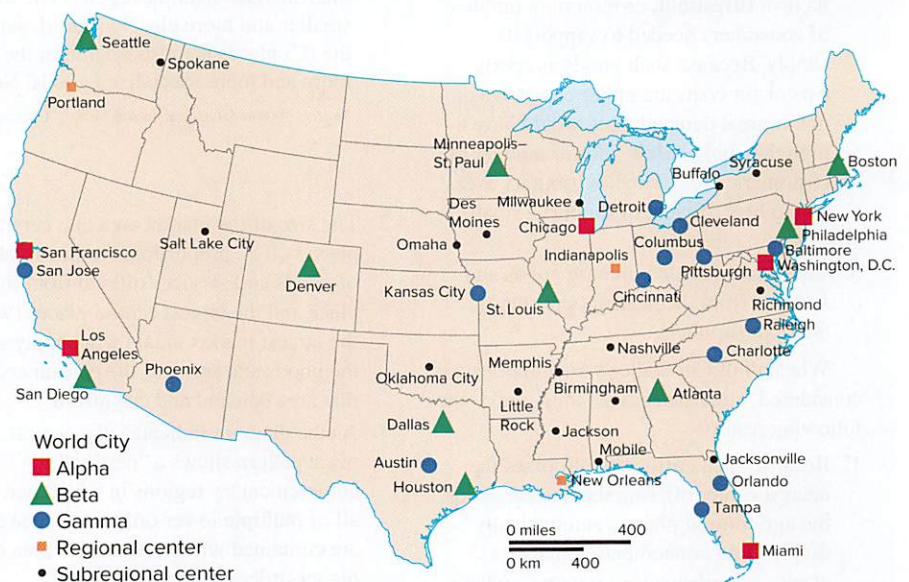 Seattle
Spokane
Portland
Minneapolis–
St. Paul
Syracuse
Boston
Buffalo
Des
Moines
Milwaukee
Detroit
Cleveland
New York
San Francisco
Salt Lake City
Omaha
Chicago
Columbus
Philadelphia
Baltimore
San Jose
Indianapolis
Pittsburgh
Washington, D.C.
Denver
Kansas City
St. Louis
Cincinnati
Richmond
Raleigh
Los
Angeles
Nashville
Charlotte
Phoenix
Memphis
Oklahoma City
Birmingham
San Diego
Little
Rock
Atlanta
Dallas
Jackson
World City
Alpha
Mobile
Austin
Jacksonville
Beta
Houston
New Orleans
Orlando
Gamma
Tampa
Regional center
0 miles 400
Miami
Subregional center
0 km 400